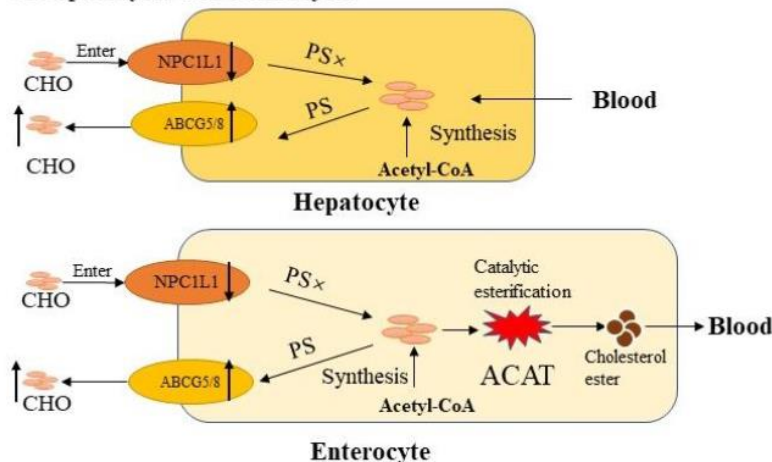 Enter
NPC1L1
PS×
CHO
Blood
ABCG5/8
PS
Synthesis
CHO
Acetyl-CoA
Hepatocyte
Enter
NPC1L1
PS×
Catalytic
esterification
CHO
Blood
PS
Cholesterol
ester
ABCG5/8
Synthesis
ACAT
CHO
Acetyl-CoA
Enterocyte